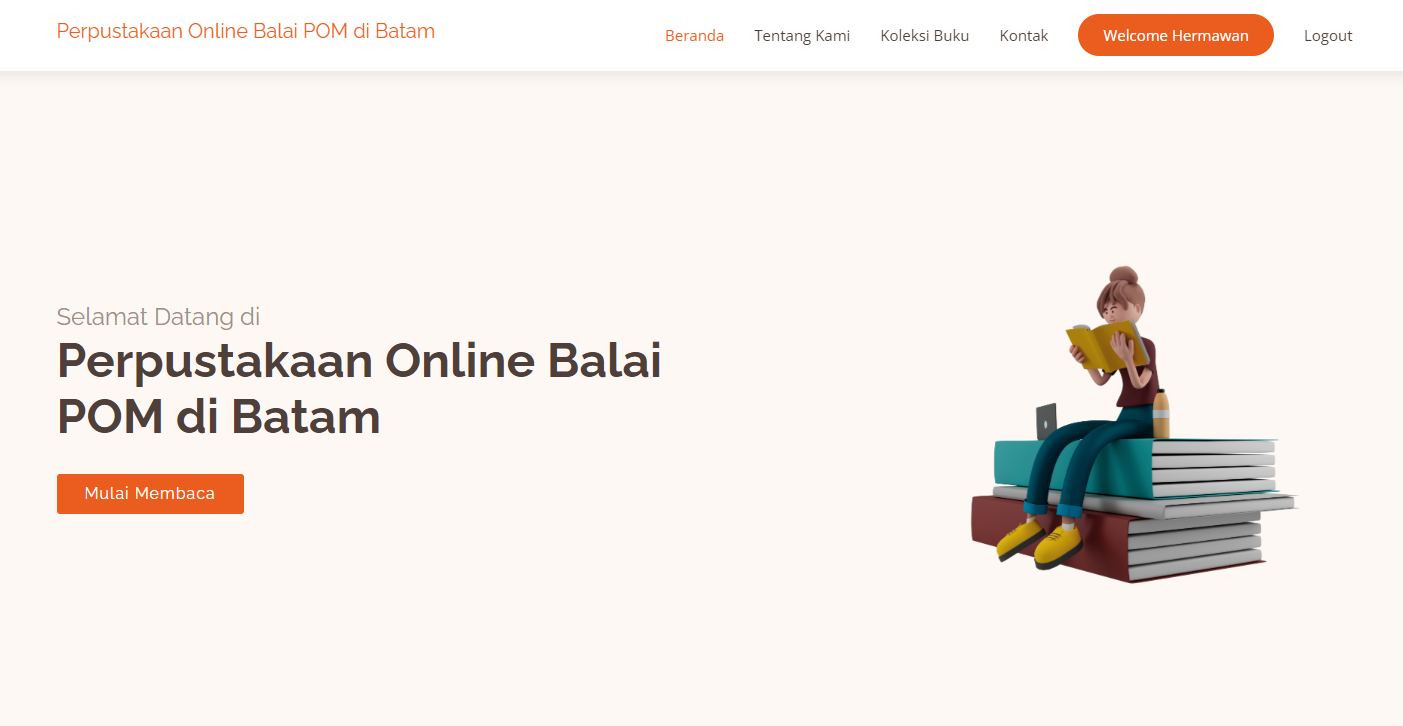 Perpustakaan Online Balai POM di Batam
Beranda Tentang Kami Koleksi Buku Kontak Welcome Hermawan Logout
Selamat Datang di
Perpustakaan Online Balai
POM di Batam
Mulai Membaca